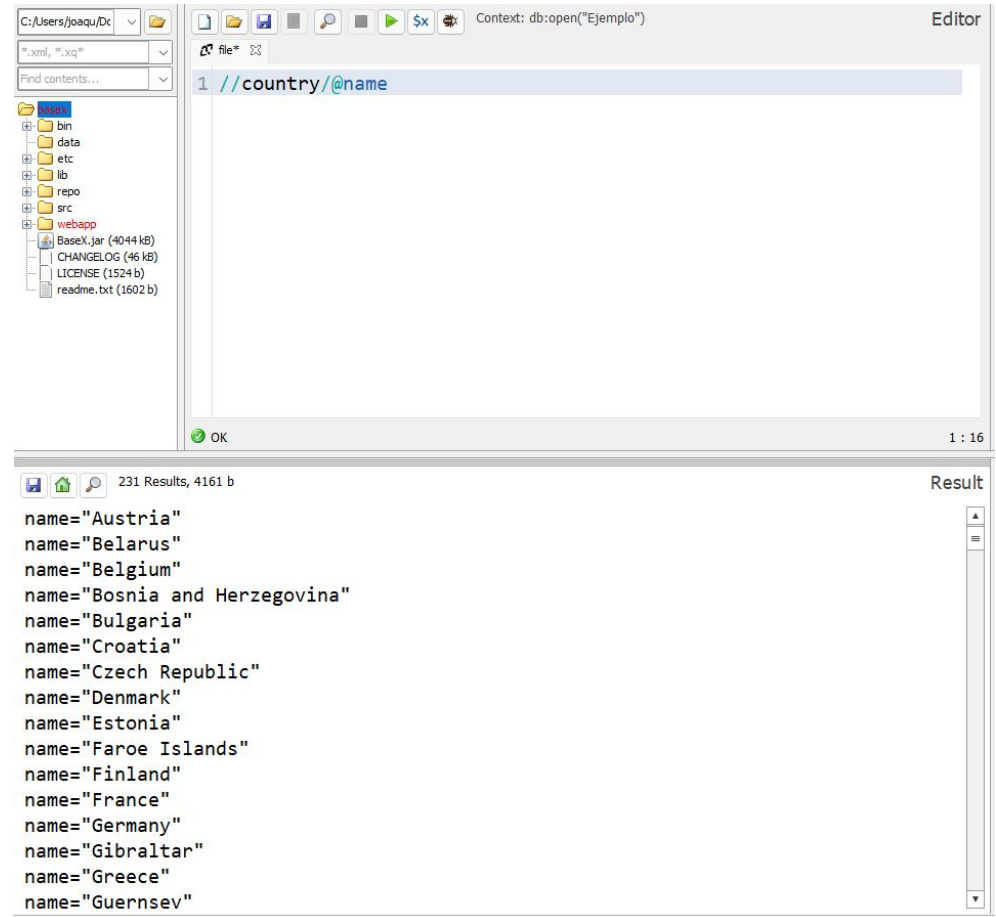 C:/Users/joaqu/Dc
Context: db:open("Ejemplo")
Editor
*.xml, *.xq*
file*
Find contents...
1 //country/@name
basex
bin
data
etc
lib
repo
src
webapp
BaseX.jar (4044 kB)
CHANGELOG (46 kB)
LICENSE (1524 b)
readme.txt (1602 b)
OK
1 : 16
231 Results, 4161 b
Result
name="Austria"
name="Belarus"
name="Belgium"
name="Bosnia and Herzegovina"
name="Bulgaria"
name="Croatia"
name="Czech Republic"
name="Denmark"
name="Estonia"
name="Faroe Islands"
name="Finland"
name="France"
name="Germany"
name="Gibraltar"
name="Greece"
name="Guernsey"